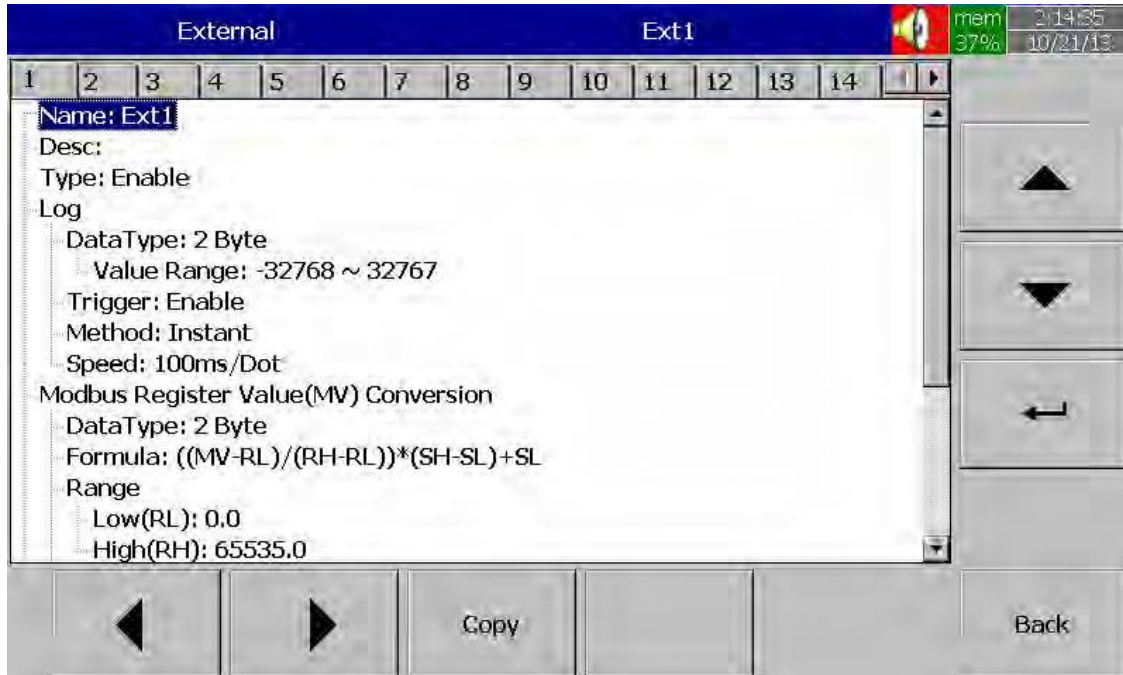 External Ext1 mem 37% 2:14:35 10/21/13
1 2 3 4 5 6 7 8 9 10 11 12 13 14
Name: Ext1
Desc:
Type: Enable
Log
DataType: 2 Byte
Value Range: -32768 ~ 32767
Trigger: Enable
Method: Instant
Speed: 100ms/Dot
Modbus Register Value(MV) Conversion
DataType: 2 Byte
Formula: ((MV-RL)/(RH-RL))*(SH-SL)+SL
Range
Low(RL): 0.0
High(RH): 65535.0
Copy Back